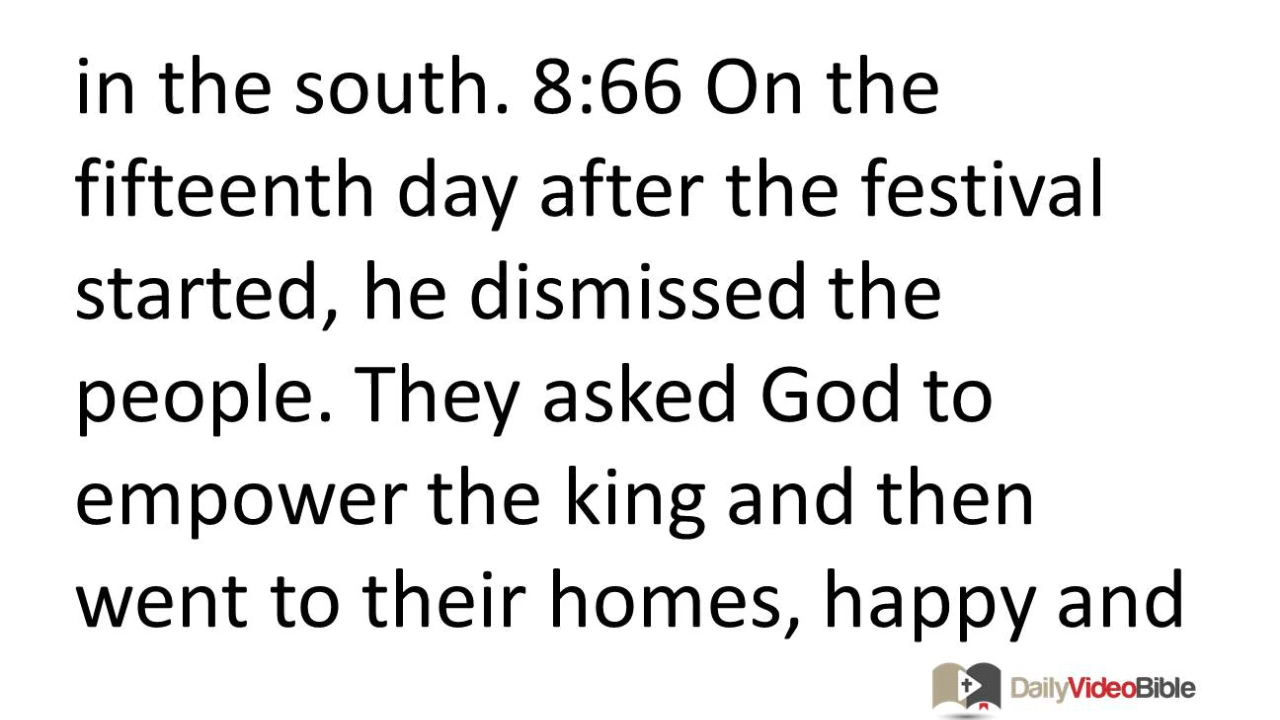 in the south. 8:66 On the
fifteenth day after the festival
started, he dismissed the
people. They asked God to
empower the king and then
went to their homes, happy and
DailyVideoBible